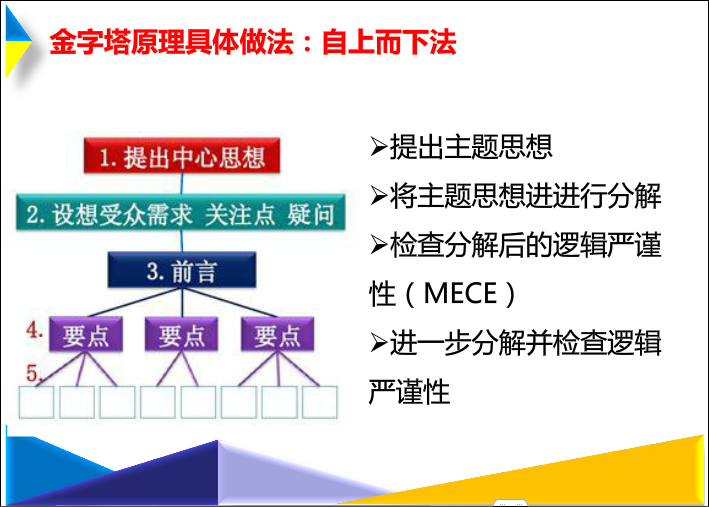 金字塔原理具体做法：自上而下法
1.提出中心思想
2.设想受众需求 关注点 疑问
3.前言
4. 要点 要点 要点
5.
➢提出主题思想
➢将主题思想进进行分解
➢检查分解后的逻辑严谨
性（MECE）
➢进一步分解并检查逻辑
严谨性